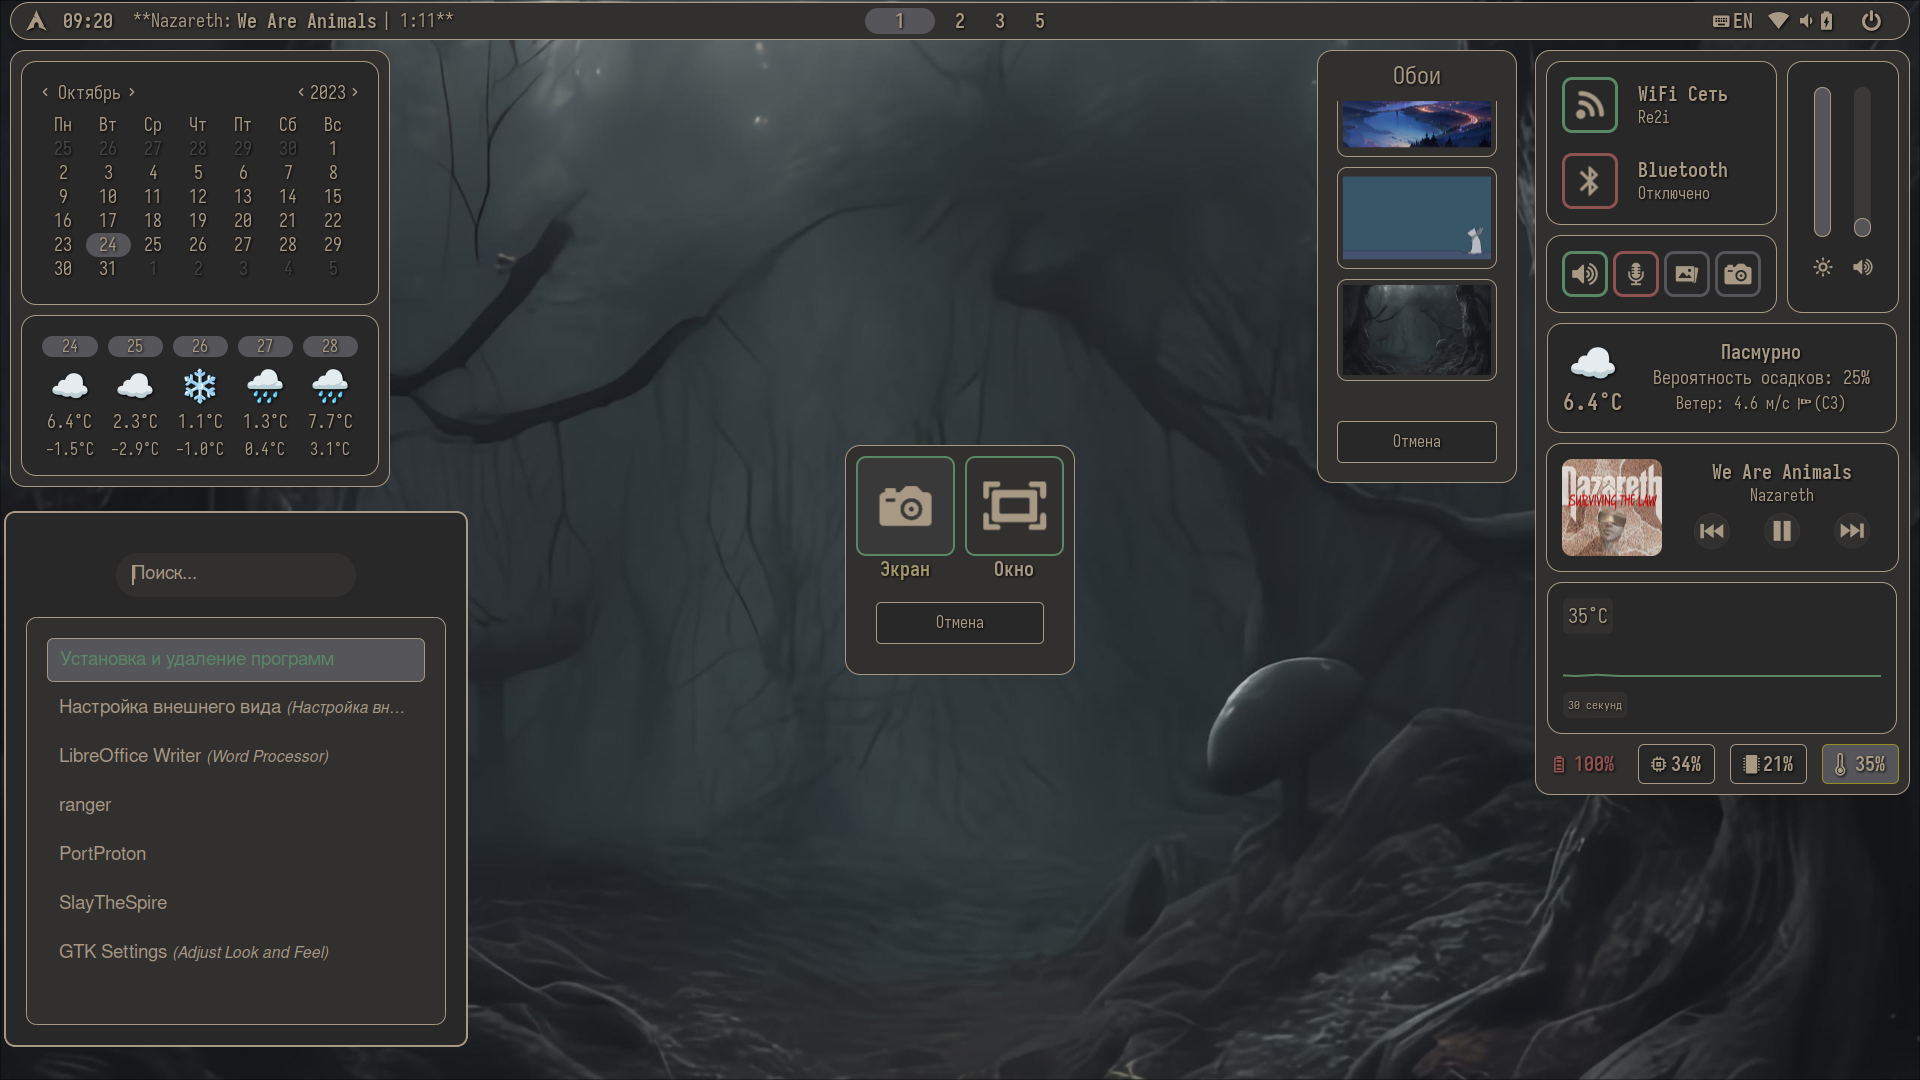 09:20 **Nazareth: We Are Animals | 1:11**
1 2 3 5
EN
‹ Октябрь › ‹ 2023 ›
Пн Вт Ср Чт Пт Сб Вс
25 26 27 28 29 30 1
2 3 4 5 6 7 8
9 10 11 12 13 14 15
16 17 18 19 20 21 22
23 24 25 26 27 28 29
30 31 1 2 3 4 5
24 25 26 27 28
6.4°C 2.3°C 1.1°C 1.3°C 7.7°C
-1.5°C -2.9°C -1.0°C 0.4°C 3.1°C
Поиск...
Установка и удаление программ
Настройка внешнего вида (Настройка вн...
LibreOffice Writer (Word Processor)
ranger
PortProton
SlayTheSpire
GTK Settings (Adjust Look and Feel)
Экран Окно
Отмена
Обои
Отмена
WiFi Сеть
Re2i
Bluetooth
Отключено
Пасмурно
Вероятность осадков: 25%
6.4°C
Ветер: 4.6 м/с (СЗ)
Nazareth
SURVIVING THE LAW
We Are Animals
Nazareth
35°C
30 секунд
100% 34% 21% 35%